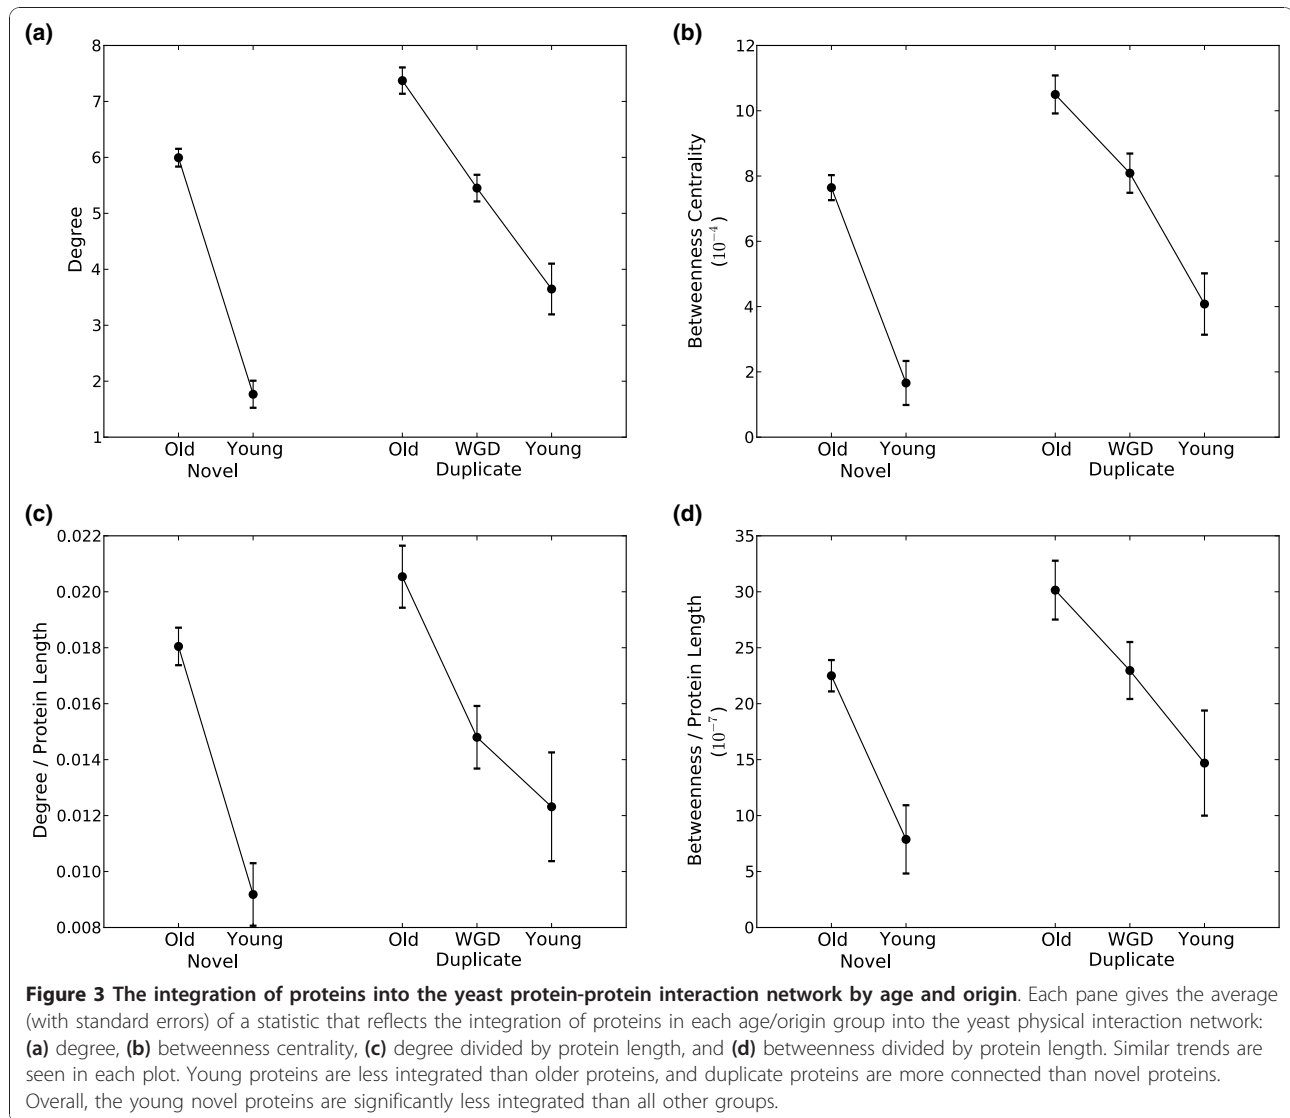 (a)
8
7
6
5
4
3
2
1
Degree
Old Young Old WGD Young
Novel Duplicate
(b)
12
10
8
6
4
2
0
Betweenness Centrality
(10⁻⁴)
Old Young Old WGD Young
Novel Duplicate
(c)
0.022
0.020
0.018
0.016
0.014
0.012
0.010
0.008
Degree / Protein Length
Old Young Old WGD Young
Novel Duplicate
(d)
35
30
25
20
15
10
5
0
Betweenness / Protein Length
(10⁻⁷)
Old Young Old WGD Young
Novel Duplicate
Figure 3 The integration of proteins into the yeast protein-protein interaction network by age and origin. Each pane gives the average
(with standard errors) of a statistic that reflects the integration of proteins in each age/origin group into the yeast physical interaction network:
(a) degree, (b) betweenness centrality, (c) degree divided by protein length, and (d) betweenness divided by protein length. Similar trends are
seen in each plot. Young proteins are less integrated than older proteins, and duplicate proteins are more connected than novel proteins.
Overall, the young novel proteins are significantly less integrated than all other groups.